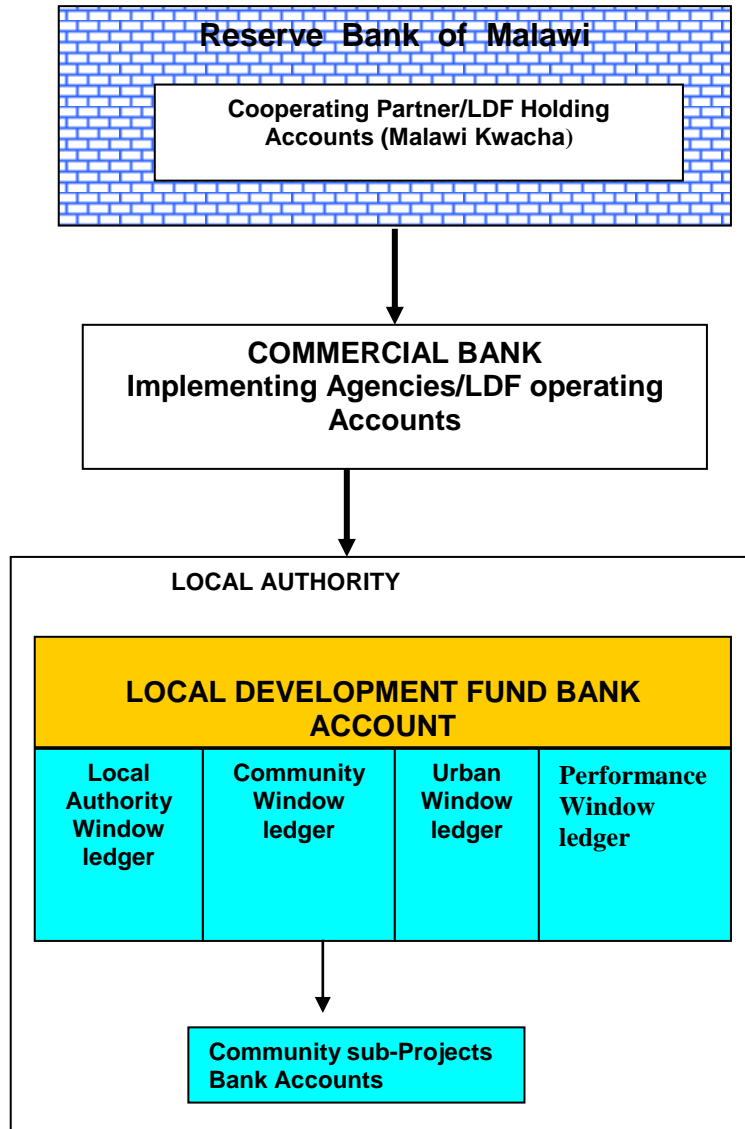 Reserve Bank of Malawi
Cooperating Partner/LDF Holding
Accounts (Malawi Kwacha)
COMMERCIAL BANK
Implementing Agencies/LDF operating
Accounts
LOCAL AUTHORITY
LOCAL DEVELOPMENT FUND BANK
ACCOUNT
Local
Authority
Window
ledger
Community
Window
ledger
Urban
Window
ledger
Performance
Window
ledger
Community sub-Projects
Bank Accounts